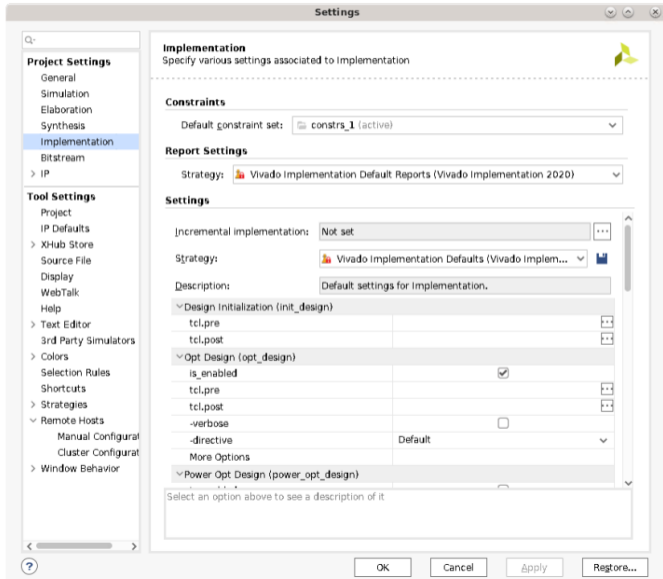 Settings
Q-
Project Settings
General
Simulation
Elaboration
Synthesis
Implementation
Bitstream
> IP
Tool Settings
Project
IP Defaults
> XHub Store
Source File
Display
WebTalk
Help
> Text Editor
3rd Party Simulators
> Colors
Selection Rules
Shortcuts
> Strategies
Remote Hosts
Manual Configurat
Cluster Configurat
> Window Behavior
Implementation
Specify various settings associated to Implementation
Constraints
Default constraint set: constrs_1 (active)
Report Settings
Strategy: Vivado Implementation Default Reports (Vivado Implementation 2020)
Settings
Incremental implementation: Not set ...
Strategy: Vivado Implementation Defaults (Vivado Implem...
Description: Default settings for Implementation.
Design Initialization (init_design)
tcl.pre ...
tcl.post ...
Opt Design (opt_design)
is_enabled
tcl.pre ...
tcl.post ...
-verbose
-directive Default
More Options
Power Opt Design (power_opt_design)
Select an option above to see a description of it
? OK Cancel Apply Restore...